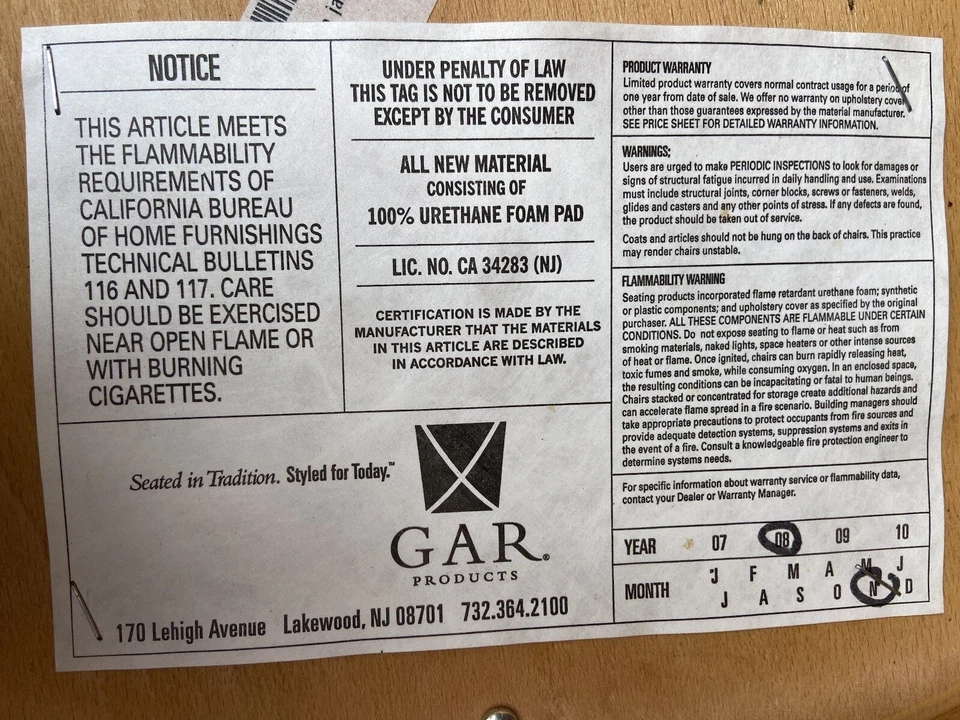 NOTICE
THIS ARTICLE MEETS
THE FLAMMABILITY
REQUIREMENTS OF
CALIFORNIA BUREAU
OF HOME FURNISHINGS
TECHNICAL BULLETINS
116 AND 117. CARE
SHOULD BE EXERCISED
NEAR OPEN FLAME OR
WITH BURNING
CIGARETTES.
UNDER PENALTY OF LAW
THIS TAG IS NOT TO BE REMOVED
EXCEPT BY THE CONSUMER
ALL NEW MATERIAL
CONSISTING OF
100% URETHANE FOAM PAD
LIC. NO. CA 34283 (NJ)
CERTIFICATION IS MADE BY THE
MANUFACTURER THAT THE MATERIALS
IN THIS ARTICLE ARE DESCRIBED
IN ACCORDANCE WITH LAW.
Seated in Tradition. Styled for Today.™
GAR®
PRODUCTS
170 Lehigh Avenue Lakewood, NJ 08701 732.364.2100
PRODUCT WARRANTY
Limited product warranty covers normal contract usage for a period of
one year from date of sale. We offer no warranty on upholstery cover
other than those guarantees expressed by the material manufacturer.
SEE PRICE SHEET FOR DETAILED WARRANTY INFORMATION.
WARNINGS;
Users are urged to make PERIODIC INSPECTIONS to look for damages or
signs of structural fatigue incurred in daily handling and use. Examinations
must include structural joints, corner blocks, screws or fasteners, welds,
glides and casters and any other points of stress. If any defects are found,
the product should be taken out of service.
Coats and articles should not be hung on the back of chairs. This practice
may render chairs unstable.
FLAMMABILITY WARNING
Seating products incorporated flame retardant urethane foam; synthetic
or plastic components; and upholstery cover as specified by the original
purchaser. ALL THESE COMPONENTS ARE FLAMMABLE UNDER CERTAIN
CONDITIONS. Do not expose seating to flame or heat such as from
smoking materials, naked lights, space heaters or other intense sources
of heat or flame. Once ignited, chairs can burn rapidly releasing heat,
toxic fumes and smoke, while consuming oxygen. In an enclosed space,
the resulting conditions can be incapacitating or fatal to human beings.
Chairs stacked or concentrated for storage create additional hazards and
can accelerate flame spread in a fire scenario. Building managers should
take appropriate precautions to protect occupants from fire sources and
provide adequate detection systems, suppression systems and exits in
the event of a fire. Consult a knowledgeable fire protection engineer to
determine systems needs.
For specific information about warranty service or flammability data,
contact your Dealer or Warranty Manager.
YEAR 07 08 09 10
MONTH J F M A M J
J A S O N D